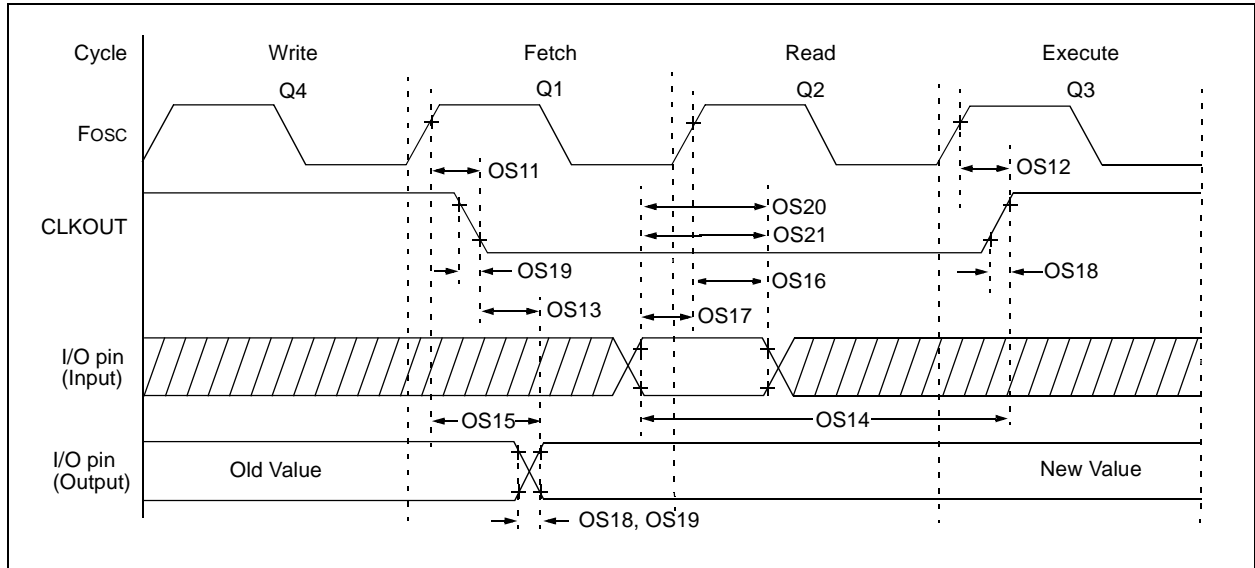 Cycle Write Fetch Read Execute
Q4 Q1 Q2 Q3
FOSC
OS11 OS12
CLKOUT
OS20
OS21
OS19 OS16 OS18
OS13 OS17
I/O pin
(Input)
OS15 OS14
I/O pin
(Output)
Old Value New Value
OS18, OS19